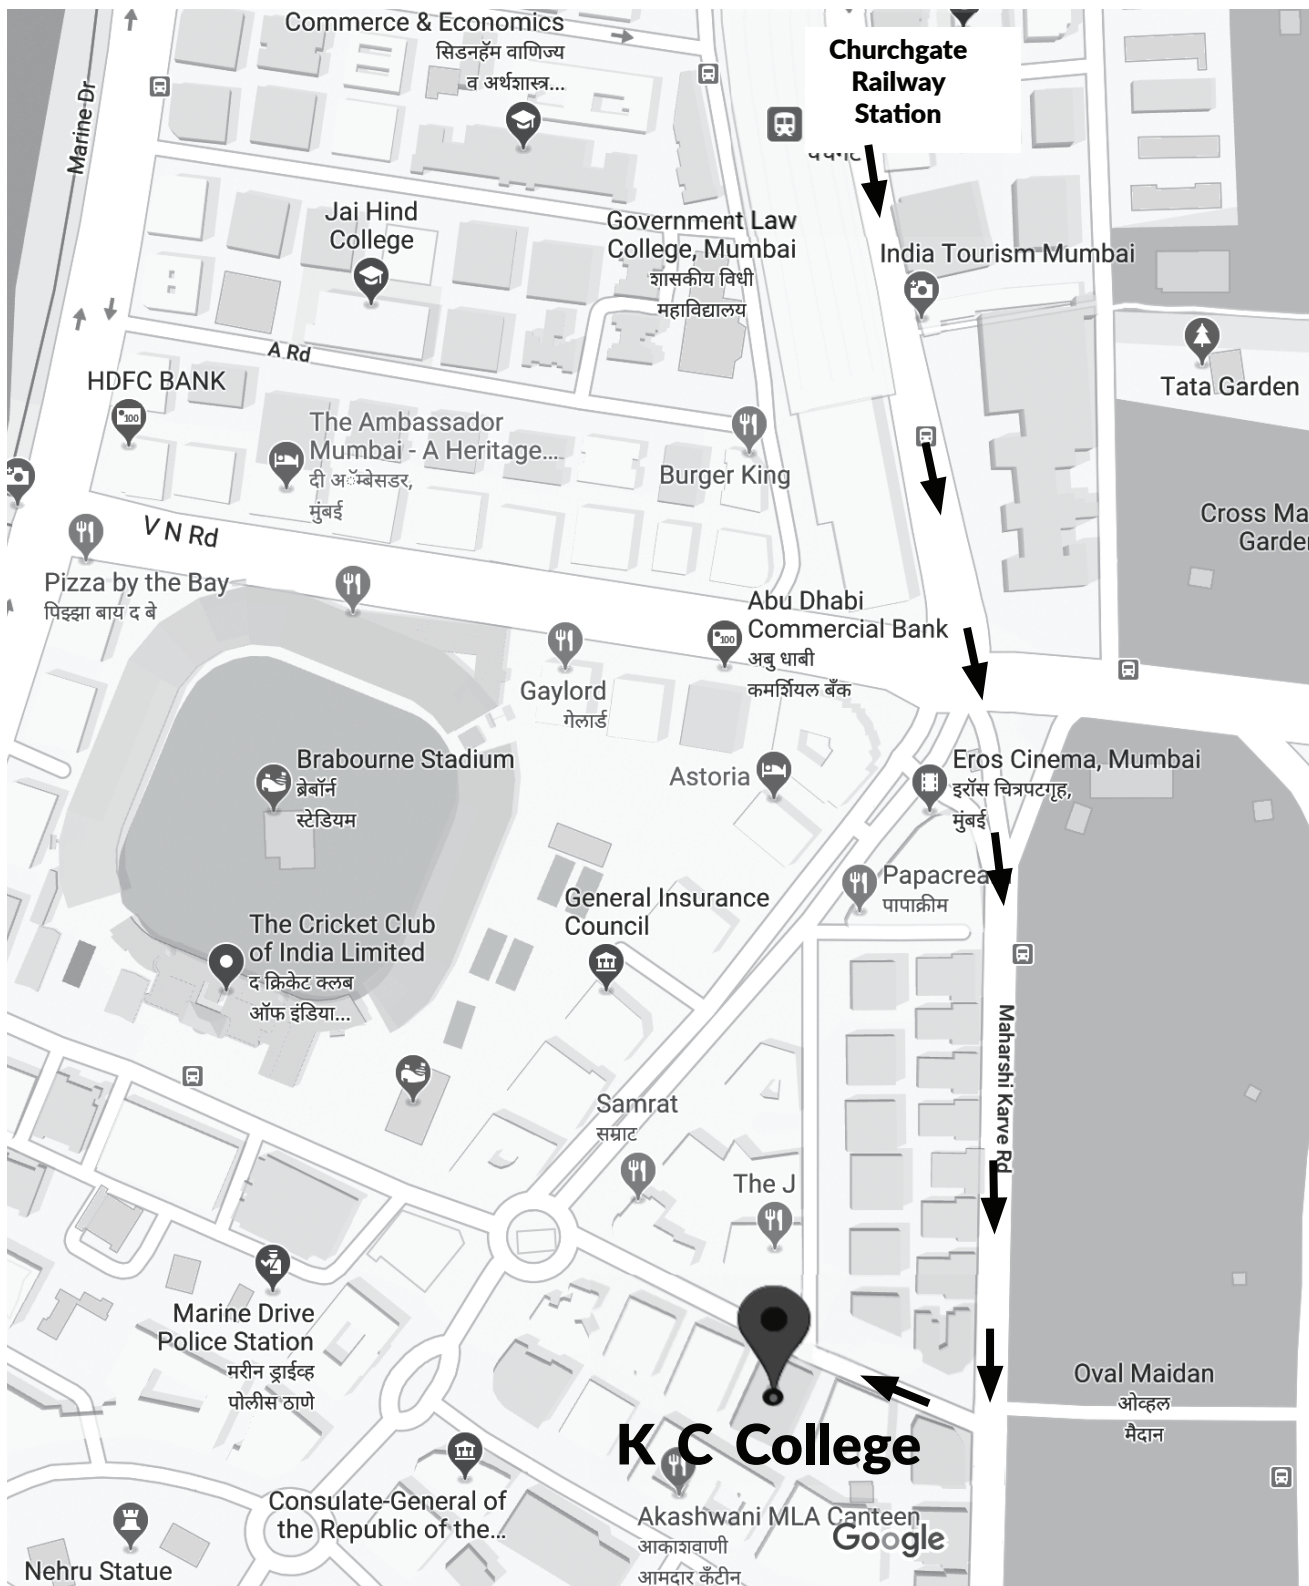 Commerce & Economics
सिडनहॅम वाणिज्य
व अर्थशास्त्र...
Churchgate
Railway
Station
Marine Dr
Jai Hind
College
Government Law
College, Mumbai
शासकीय विधी
महाविद्यालय
India Tourism Mumbai
A Rd
Tata Garden
HDFC BANK
100
The Ambassador
Mumbai - A Heritage...
दी अॅम्बेसडर,
मुंबई
Burger King
Cross Ma
Garde
V N Rd
Pizza by the Bay
पिझ्झा बाय द बे
Abu Dhabi
Commercial Bank
100
अबु धाबी
कमर्शियल बँक
Gaylord
गेलार्ड
Brabourne Stadium
ब्रेबॉर्न
स्टेडियम
Astoria
Eros Cinema, Mumbai
इरॉस चित्रपटगृह,
मुंबई
Papacrea
पापाक्रीम
General Insurance
Council
The Cricket Club
of India Limited
द क्रिकेट क्लब
ऑफ इंडिया...
Maharshi Karve Rd
Samrat
सम्राट
The J
Marine Drive
Police Station
मरीन ड्राईव्ह
पोलीस ठाणे
Oval Maidan
ओव्हल
मैदान
K C College
Consulate-General of
the Republic of the...
Akashwani MLA Canteen
आकाशवाणी
आमदार कँटीन
Google
Nehru Statue